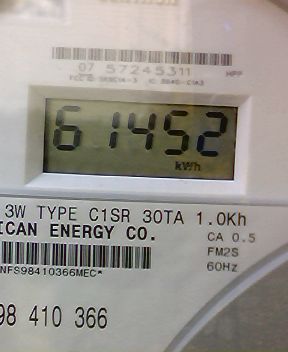 07 57245311 HPP
61452
kWh
3W TYPE C1SR 30TA 1.0Kh
ICAN ENERGY CO.
CA 0.5
FM2S
NFS98410366MEC*
60Hz
98 410 366